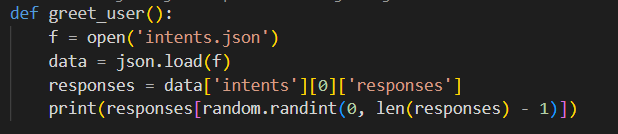 def greet_user():
    f = open('intents.json')
    data = json.load(f)
    responses = data['intents'][0]['responses']
    print(responses[random.randint(0, len(responses) - 1)])